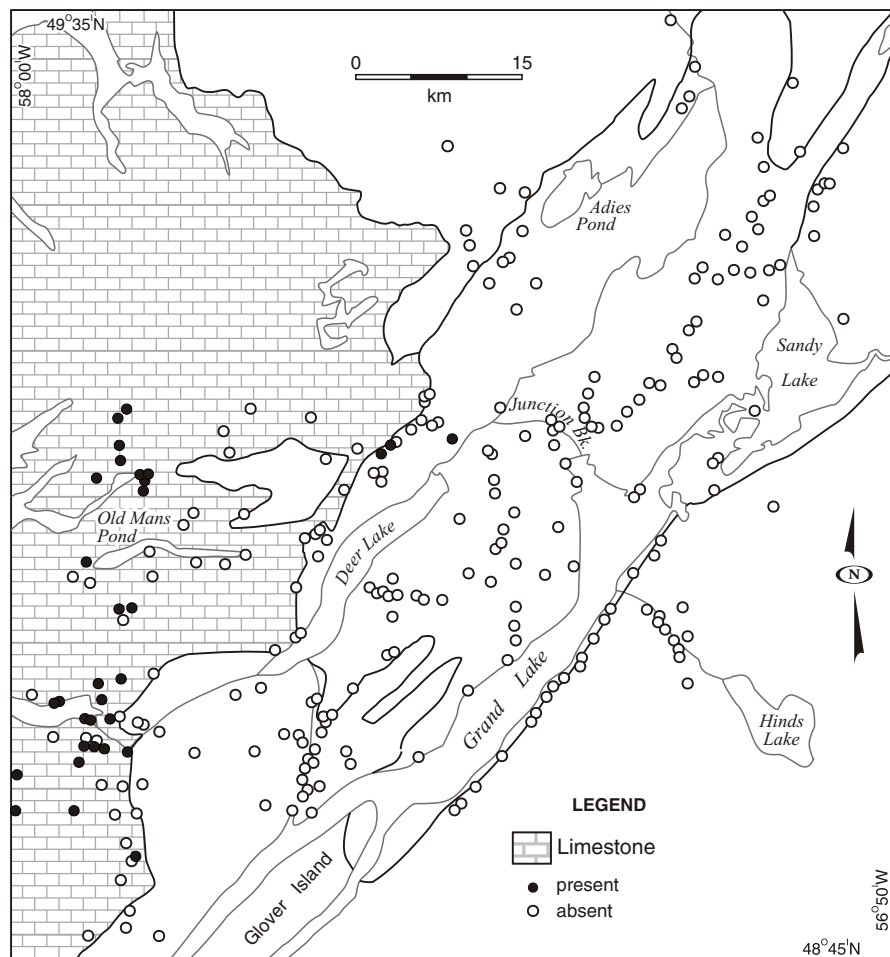 49°35'N
58°00'W
0 15
km
Adies
Pond
Sandy
Lake
Junction Bk.
Old Mans
Pond
Deer Lake
N
Grand Lake
Hinds
Lake
LEGEND
Limestone
present
absent
Glover Island
56°50'W
48°45'N